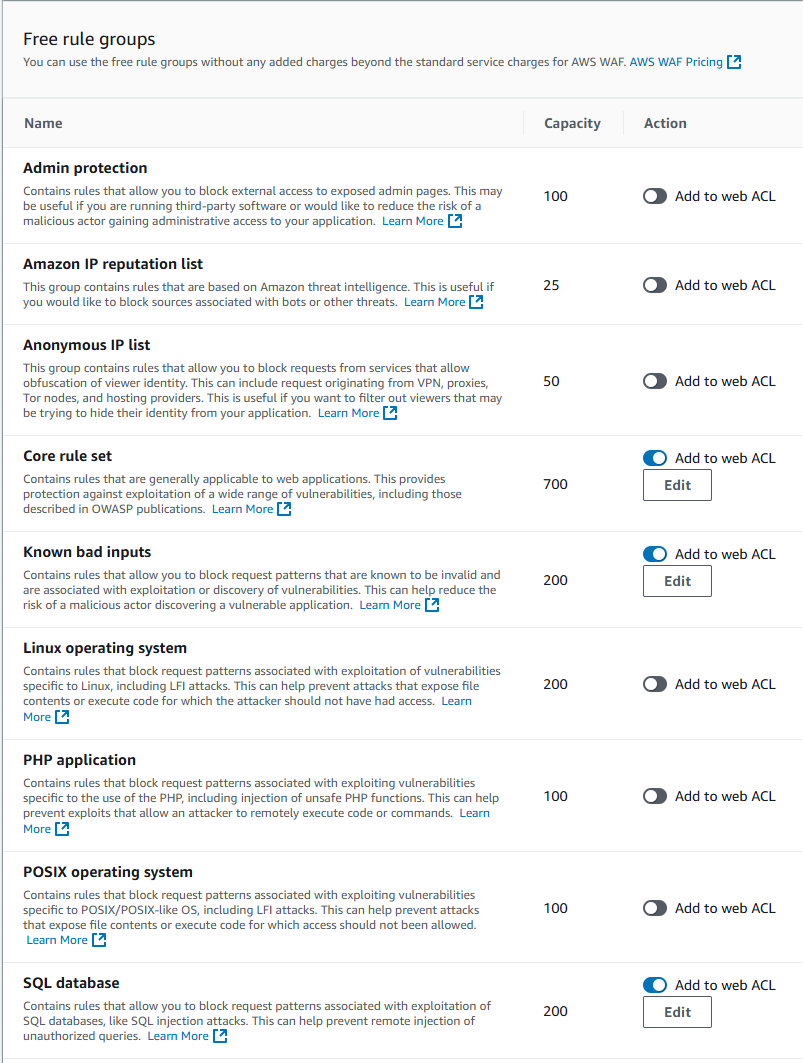 Free rule groups
You can use the free rule groups without any added charges beyond the standard service charges for AWS WAF. AWS WAF Pricing
Name Capacity Action
Admin protection
Contains rules that allow you to block external access to exposed admin pages. This may
be useful if you are running third-party software or would like to reduce the risk of a
malicious actor gaining administrative access to your application. Learn More
100
Add to web ACL
Amazon IP reputation list
This group contains rules that are based on Amazon threat intelligence. This is useful if
you would like to block sources associated with bots or other threats. Learn More
25
Add to web ACL
Anonymous IP list
This group contains rules that allow you to block requests from services that allow
obfuscation of viewer identity. This can include request originating from VPN, proxies,
Tor nodes, and hosting providers. This is useful if you want to filter out viewers that may
be trying to hide their identity from your application. Learn More
50
Add to web ACL
Core rule set
Contains rules that are generally applicable to web applications. This provides
protection against exploitation of a wide range of vulnerabilities, including those
described in OWASP publications. Learn More
700
Add to web ACL
Edit
Known bad inputs
Contains rules that allow you to block request patterns that are known to be invalid and
are associated with exploitation or discovery of vulnerabilities. This can help reduce the
risk of a malicious actor discovering a vulnerable application. Learn More
200
Add to web ACL
Edit
Linux operating system
Contains rules that block request patterns associated with exploitation of vulnerabilities
specific to Linux, including LFI attacks. This can help prevent attacks that expose file
contents or execute code for which the attacker should not have had access. Learn
More
200
Add to web ACL
PHP application
Contains rules that block request patterns associated with exploiting vulnerabilities
specific to the use of the PHP, including injection of unsafe PHP functions. This can help
prevent exploits that allow an attacker to remotely execute code or commands. Learn
More
100
Add to web ACL
POSIX operating system
Contains rules that block request patterns associated with exploiting vulnerabilities
specific to POSIX/POSIX-like OS, including LFI attacks. This can help prevent attacks
that expose file contents or execute code for which access should not been allowed.
Learn More
100
Add to web ACL
SQL database
Contains rules that allow you to block request patterns associated with exploitation of
SQL databases, like SQL injection attacks. This can help prevent remote injection of
unauthorized queries. Learn More
200
Add to web ACL
Edit